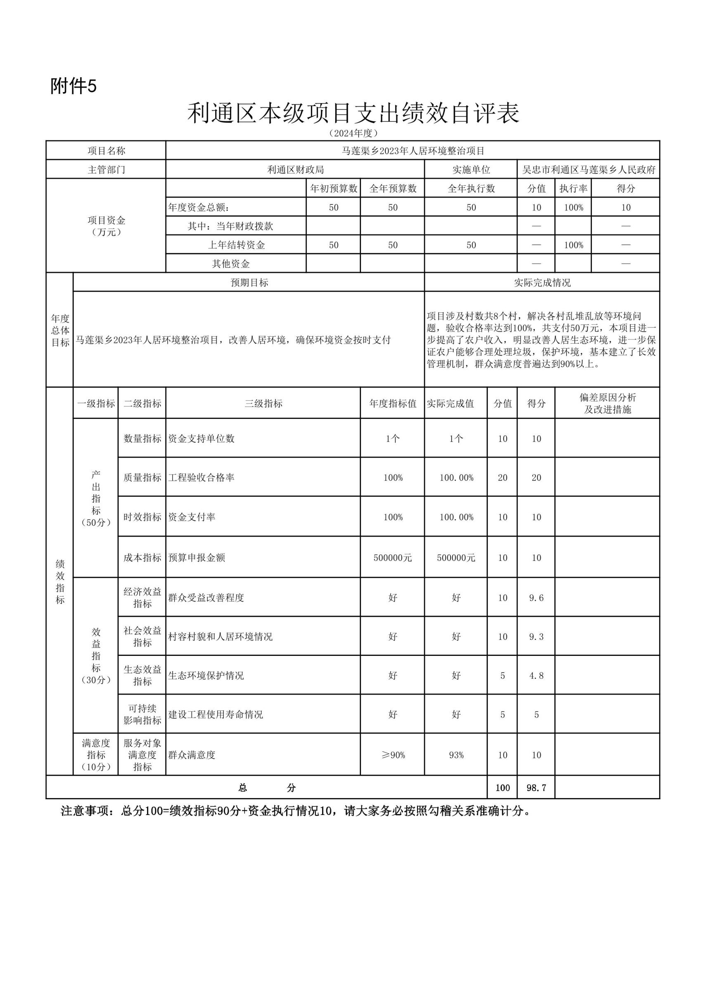 附件5
利通区本级项目支出绩效自评表
（2024年度）
项目名称 马莲渠乡2023年人居环境整治项目
主管部门 利通区财政局 实施单位 吴忠市利通区马莲渠乡人民政府
项目资金
（万元）
年初预算数 全年预算数 全年执行数 分值 执行率 得分
年度资金总额： 50 50 50 10 100% 10
其中：当年财政拨款 — —
上年结转资金 50 50 50 — 100% —
其他资金 — —
年度
总体
目标
预期目标 实际完成情况
马莲渠乡2023年人居环境整治项目，改善人居环境，确保环境资金按时支付
项目涉及村数共8个村，解决各村乱堆乱放等环境问
题，验收合格率达到100%，共支付50万元，本项目进一
步提高了农户收入，明显改善人居生态环境，进一步保
证农户能够合理处理垃圾，保护环境，基本建立了长效
管理机制，群众满意度普遍达到90%以上。
绩
效
指
标
一级指标 二级指标 三级指标 年度指标值 实际完成值 分值 得分 偏差原因分析
及改进措施
产
出
指
标
（50分）
数量指标 资金支持单位数 1个 1个 10 10
质量指标 工程验收合格率 100% 100.00% 20 20
时效指标 资金支付率 100% 100.00% 10 10
成本指标 预算申报金额 500000元 500000元 10 10
效
益
指
标
（30分）
经济效益
指标 群众受益改善程度 好 好 10 9.6
社会效益
指标 村容村貌和人居环境情况 好 好 10 9.3
生态效益
指标 生态环境保护情况 好 好 5 4.8
可持续
影响指标 建设工程使用寿命情况 好 好 5 5
满意度
指标
（10分）
服务对象
满意度
指标 群众满意度 ≥90% 93% 10 10
总 分 100 98.7
注意事项：总分100=绩效指标90分+资金执行情况10，请大家务必按照勾稽关系准确计分。